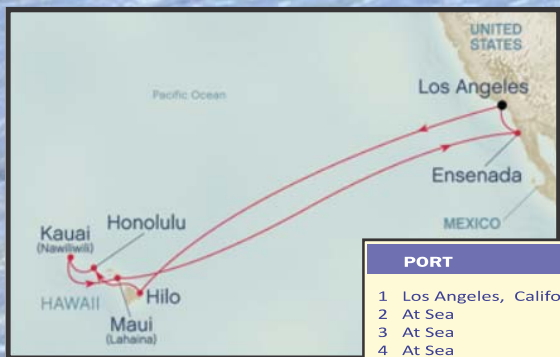 UNITED
STATES
Los Angeles
Pacific Ocean
Ensenada
MEXICO
Kauai
(Nawiliwili)
Honolulu
HAWAII
Hilo
Maui
(Lahaina)
PORT
1 Los Angeles, Califo
2 At Sea
3 At Sea
4 At Sea